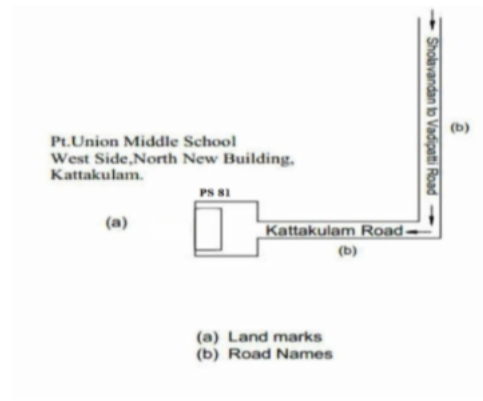 Sholavandan to Vadipatti Road
(b)
Pt.Union Middle School
West Side,North New Building,
Kattakulam.
PS 81
(a)
Kattakulam Road
(b)
(a) Land marks
(b) Road Names